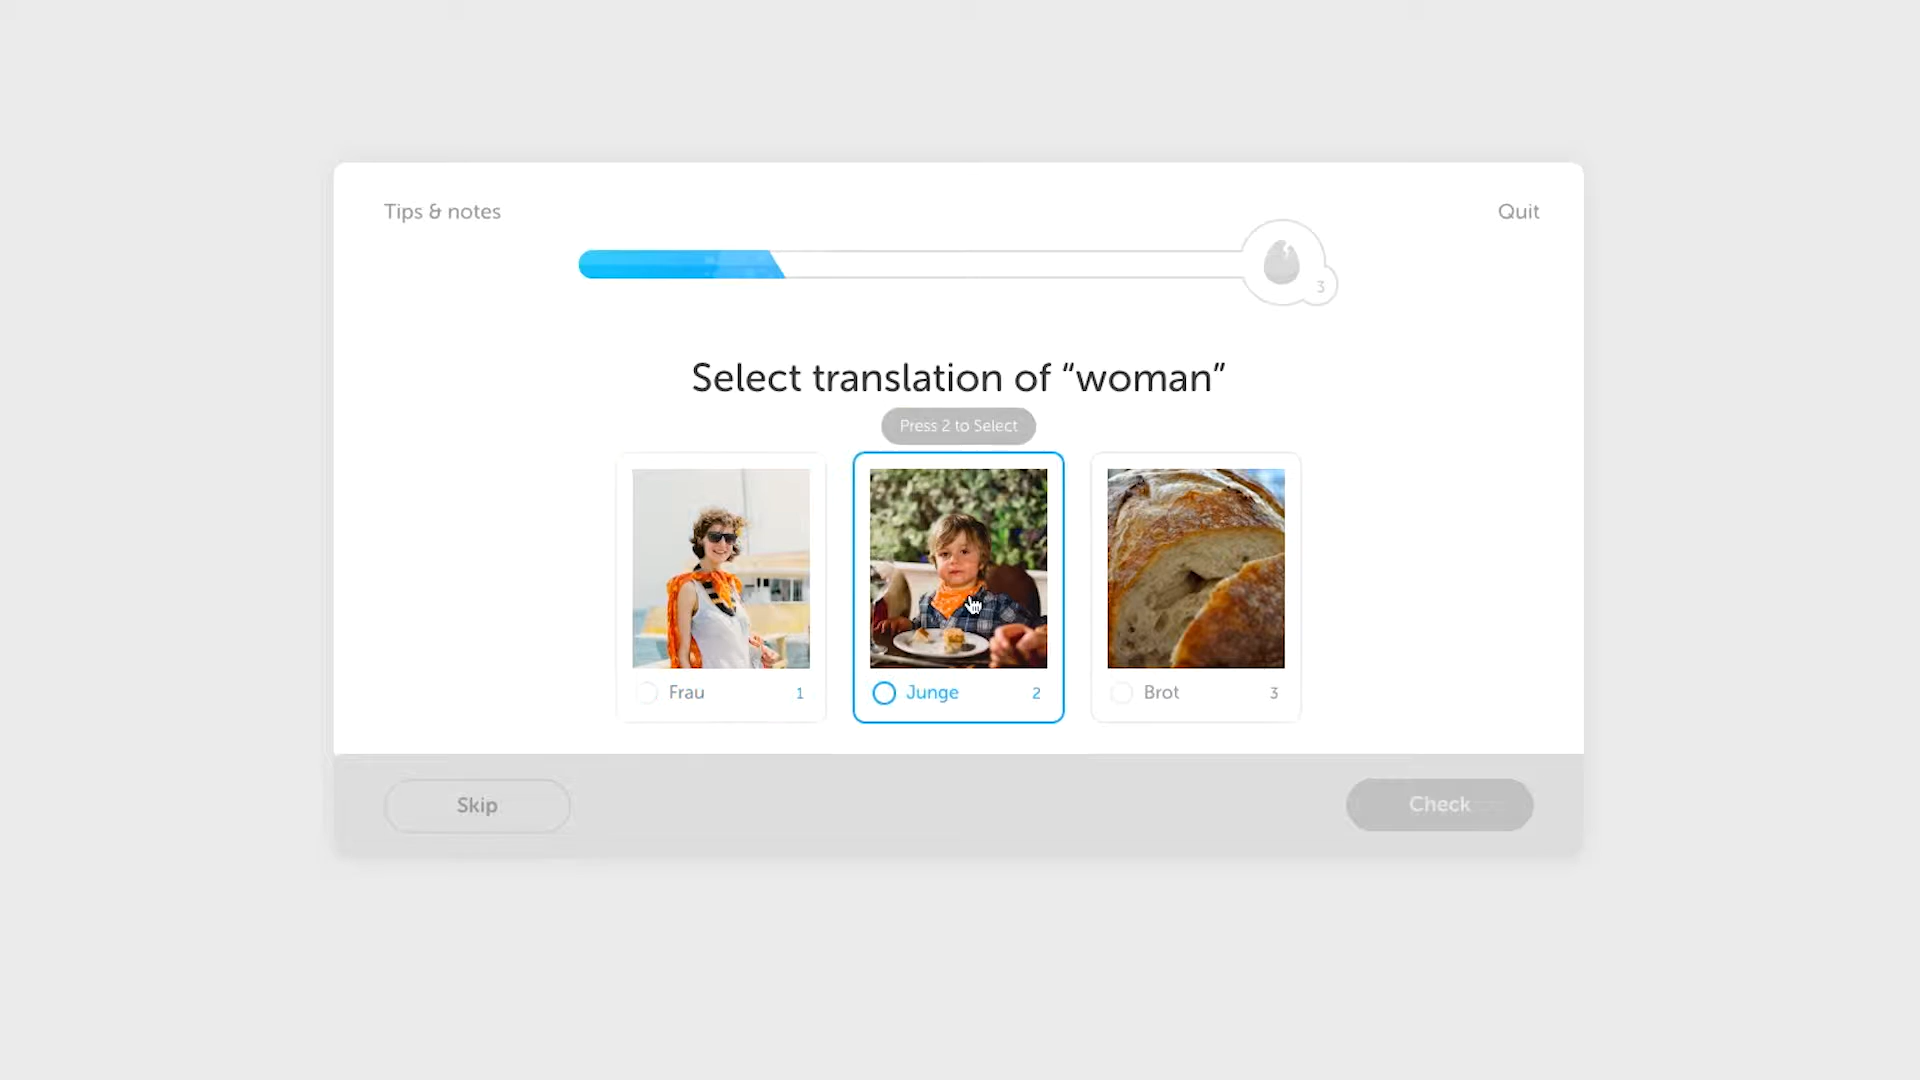 Tips & notes
Quit
3
Select translation of “woman”
Press 2 to Select
Frau 1
Junge 2
Brot 3
Skip
Check